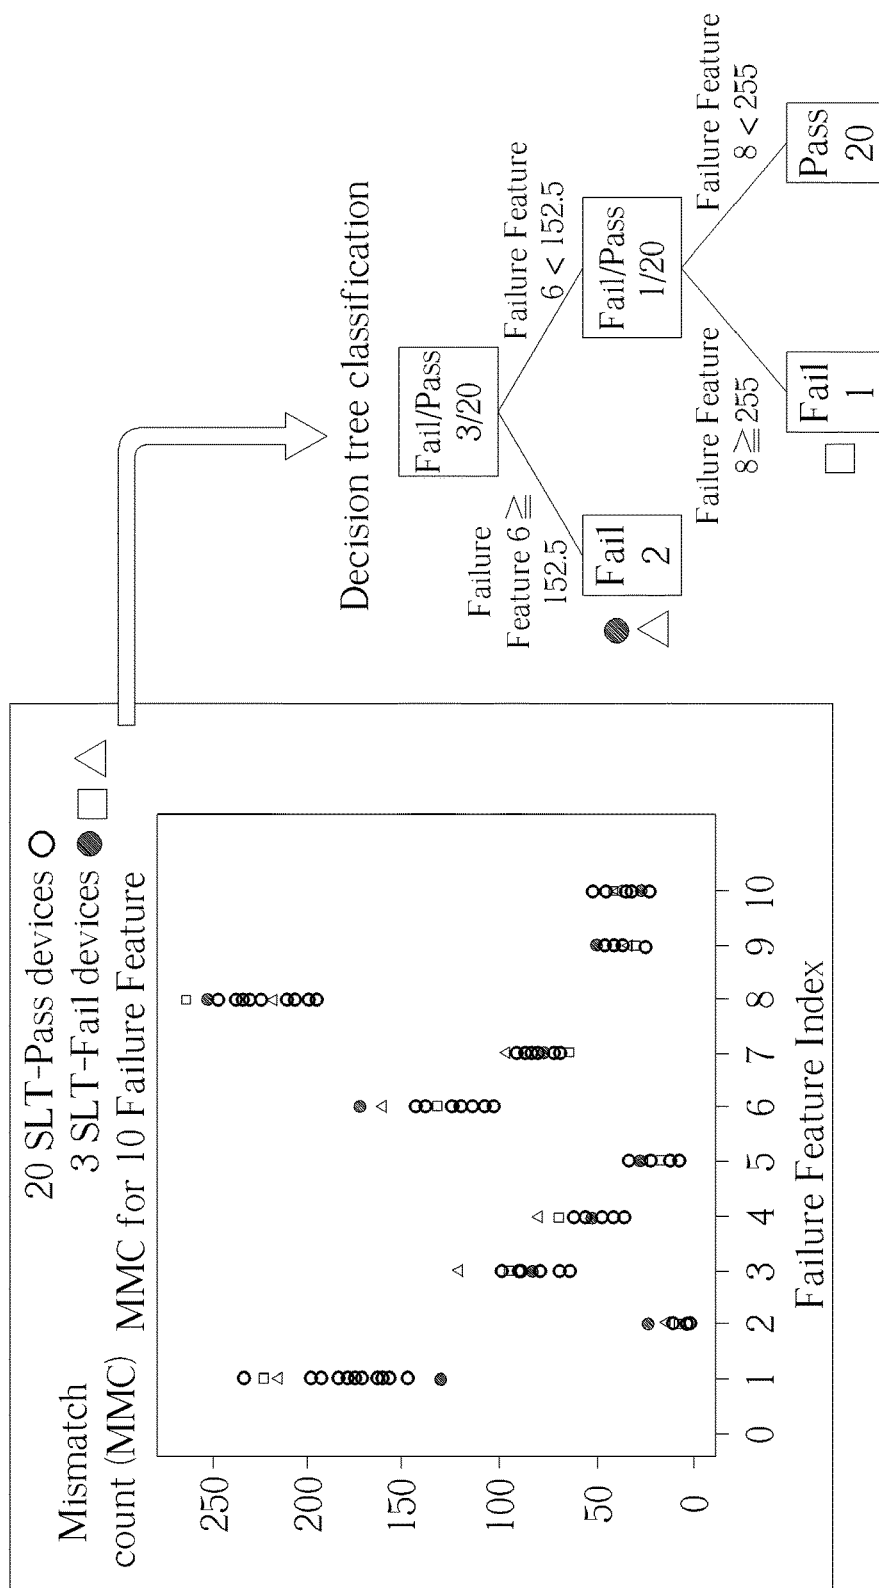 20 SLT-Pass devices
3 SLT-Fail devices
Mismatch
count (MMC)
MMC for 10 Failure Feature
250
200
150
100
50
0
0 1 2 3 4 5 6 7 8 9 10
Failure Feature Index
Decision tree classification
Fail/Pass
3/20
Failure
Feature 6 ≧
152.5
Failure Feature
6 < 152.5
Fail
2
Fail/Pass
1/20
Failure Feature
8 ≧ 255
Failure Feature
8 < 255
Fail
1
Pass
20